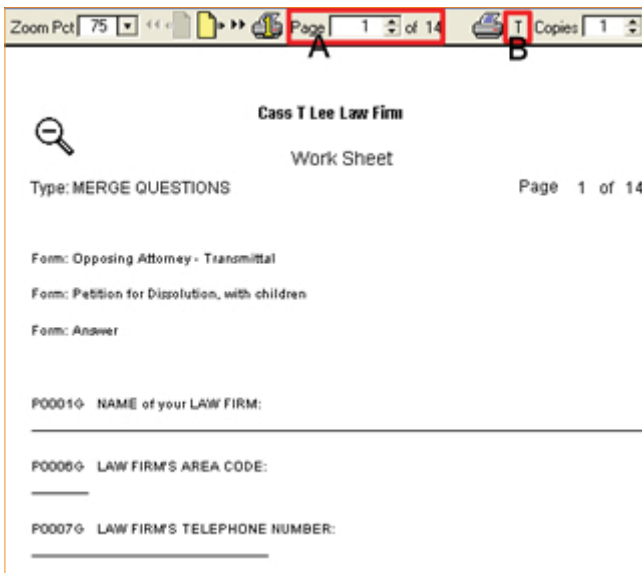 Zoom Pct 75 Page 1 of 14 T Copies 1
A B
Cass T Lee Law Firm
Work Sheet
Type: MERGE QUESTIONS Page 1 of 14
Form: Opposing Attorney - Transmittal
Form: Petition for Dissolution, with children
Form: Answer
P0001G NAME of your LAW FIRM:
P0006G LAW FIRM'S AREA CODE:
P0007G LAW FIRM'S TELEPHONE NUMBER: